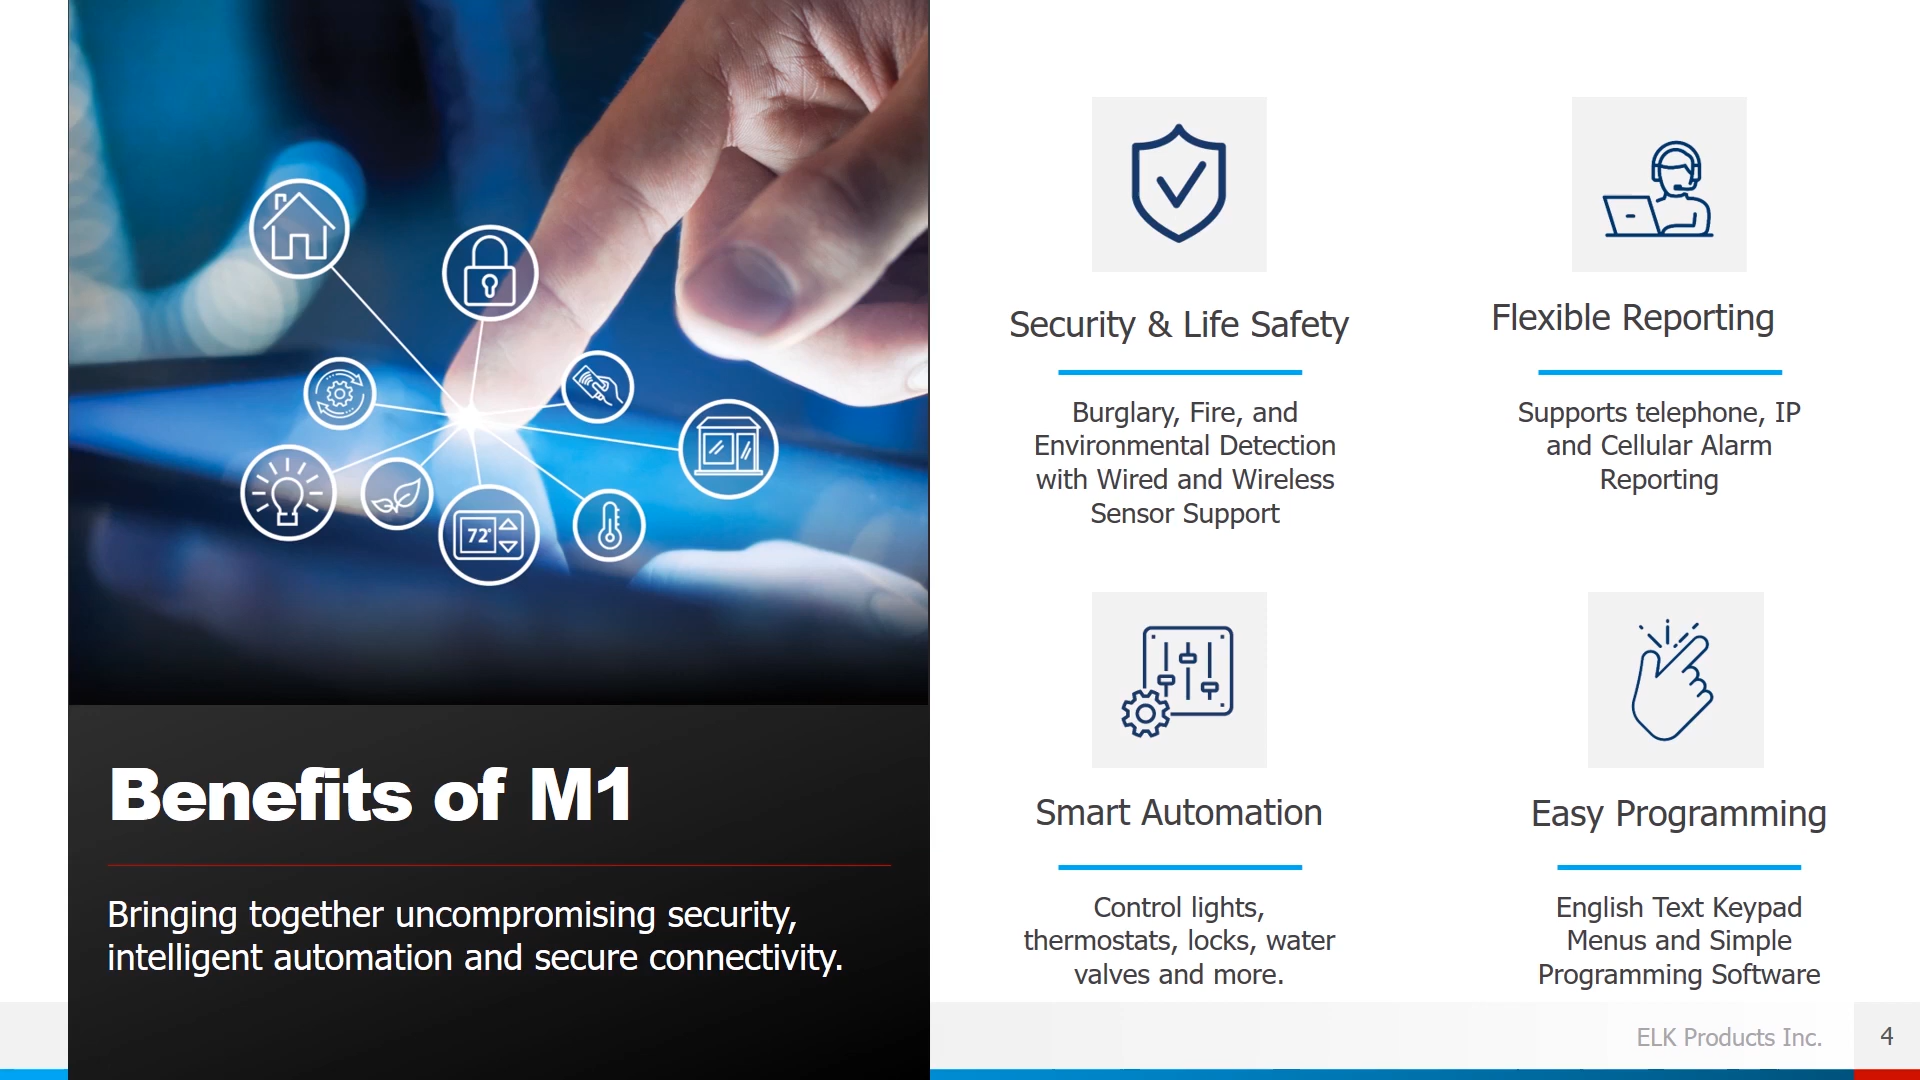 72°
Benefits of M1
Bringing together uncompromising security,
intelligent automation and secure connectivity.
Security & Life Safety
Burglary, Fire, and
Environmental Detection
with Wired and Wireless
Sensor Support
Flexible Reporting
Supports telephone, IP
and Cellular Alarm
Reporting
Smart Automation
Control lights,
thermostats, locks, water
valves and more.
Easy Programming
English Text Keypad
Menus and Simple
Programming Software
ELK Products Inc.
4